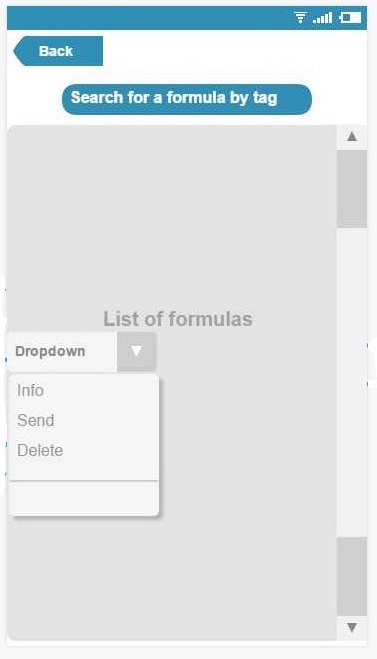 Back
Search for a formula by tag
List of formulas
Dropdown
Info
Send
Delete